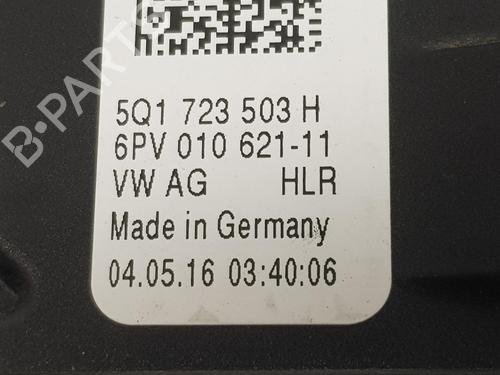 B-PARTS
5Q1 723 503 H
6PV 010 621-11
VW AG HLR
Made in Germany
04.05.16 03:40:06